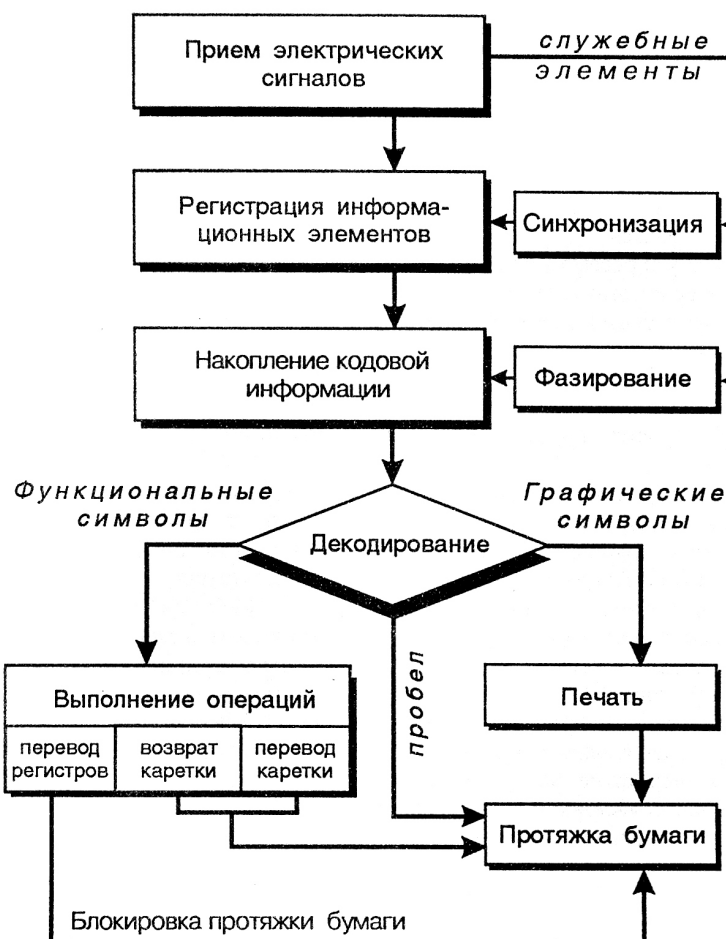 Прием электрических
сигналов
служебные
элементы
Регистрация информа-
ционных элементов
Синхронизация
Накопление кодовой
информации
Фазирование
Функциональные
символы
Графические
символы
Декодирование
пробел
Выполнение операций
перевод
регистров
возврат
каретки
перевод
каретки
Печать
Протяжка бумаги
Блокировка протяжки бумаги